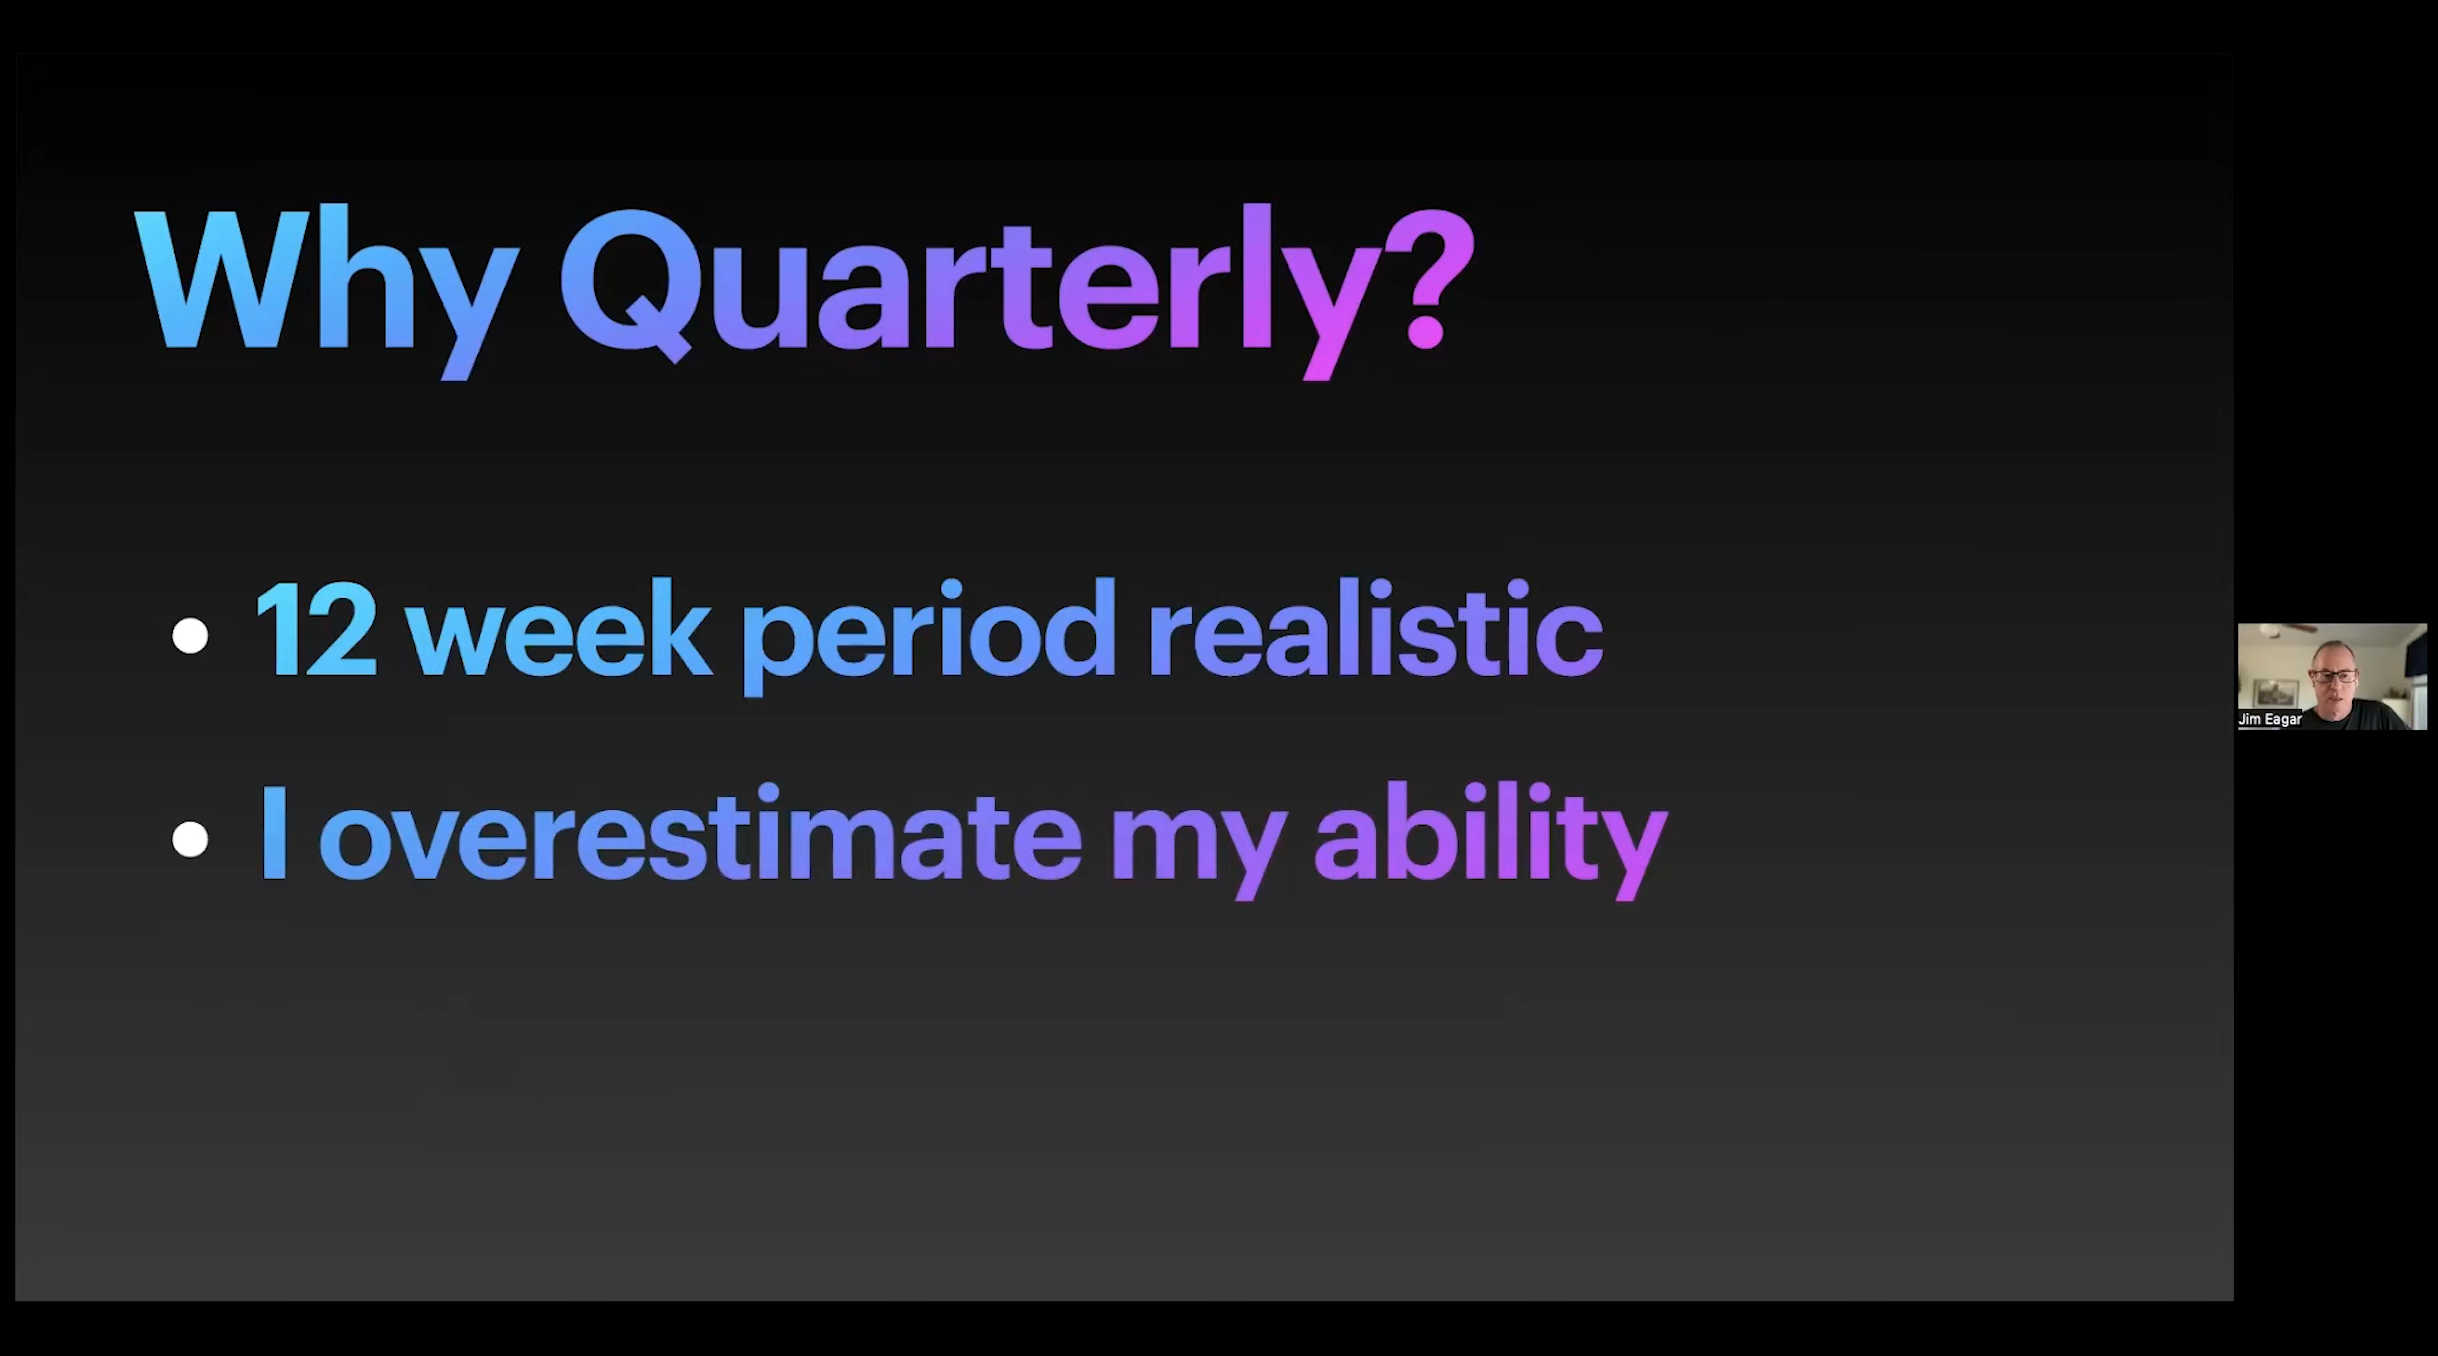 Why Quarterly?
• 12 week period realistic
• I overestimate my ability
Jim Eagar